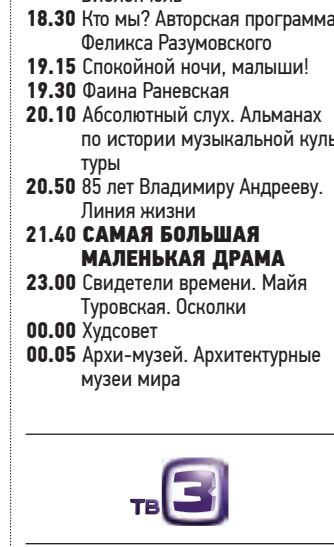 18.30 Кто мы? Авторская программа
Феликса Разумовского
19.15 Спокойной ночи, малыши!
19.30 Фаина Раневская
20.10 Абсолютный слух. Альманах
по истории музыкальной куль
туры
20.50 85 лет Владимиру Андрееву.
Линия жизни
21.40 САМАЯ БОЛЬШАЯ
МАЛЕНЬКАЯ ДРАМА
23.00 Свидетели времени. Майя
Туровская. Осколки
00.00 Худсовет
00.05 Архи-музей. Архитектурные
музеи мира
ТВ3